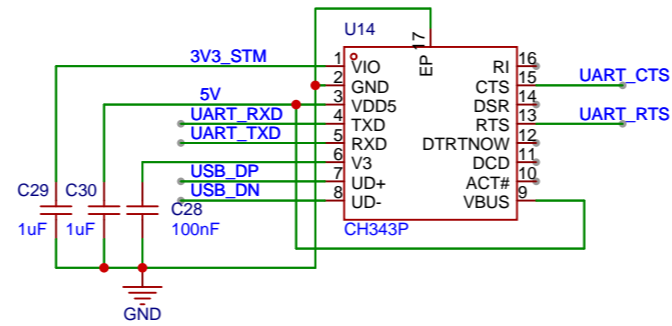 U14
17
EP
3V3_STM
1 VIO
RI 16
2 GND
CTS 15
UART_CTS
5V
3 VDD5
DSR 14
UART_RXD
4 TXD
RTS 13
UART_RTS
UART_TXD
5 RXD
DTRTNOW 12
6 V3
DCD 11
USB_DP
7 UD+
ACT# 10
USB_DN
8 UD-
VBUS 9
C29
C30
C28
1uF
1uF
100nF
CH343P
GND